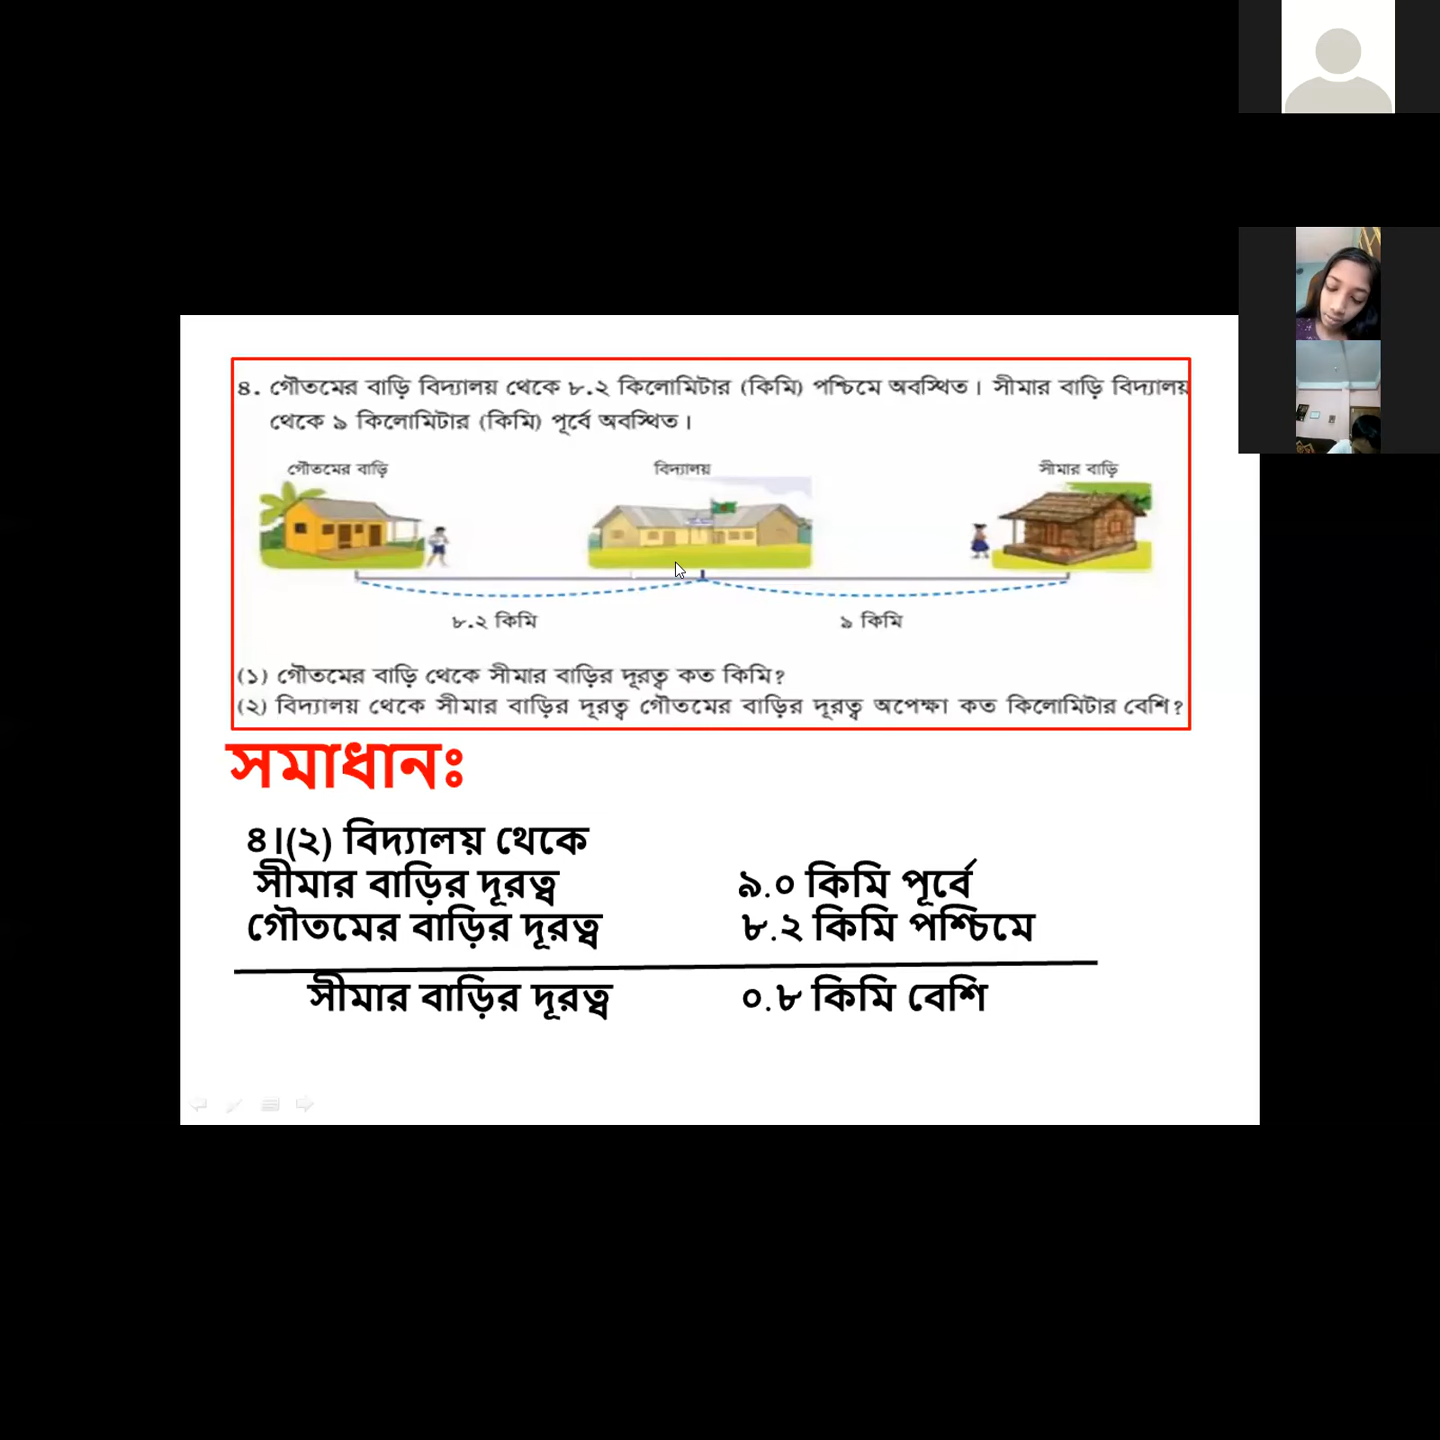 ৪. গৌতমের বাড়ি বিদ্যালয় থেকে ৮.২ কিলোমিটার (কিমি) পশ্চিমে অবস্থিত। সীমার বাড়ি বিদ্যালয়
থেকে ৯ কিলোমিটার (কিমি) পূর্বে অবস্থিত।
গৌতমের বাড়ি বিদ্যালয় সীমার বাড়ি
৮.২ কিমি ৯ কিমি
(১) গৌতমের বাড়ি থেকে সীমার বাড়ির দূরত্ব কত কিমি?
(২) বিদ্যালয় থেকে সীমার বাড়ির দূরত্ব গৌতমের বাড়ির দূরত্ব অপেক্ষা কত কিলোমিটার বেশি?
সমাধানঃ
৪।(২) বিদ্যালয় থেকে
সীমার বাড়ির দূরত্ব ৯.০ কিমি পূর্বে
গৌতমের বাড়ির দূরত্ব ৮.২ কিমি পশ্চিমে
সীমার বাড়ির দূরত্ব ০.৮ কিমি বেশি